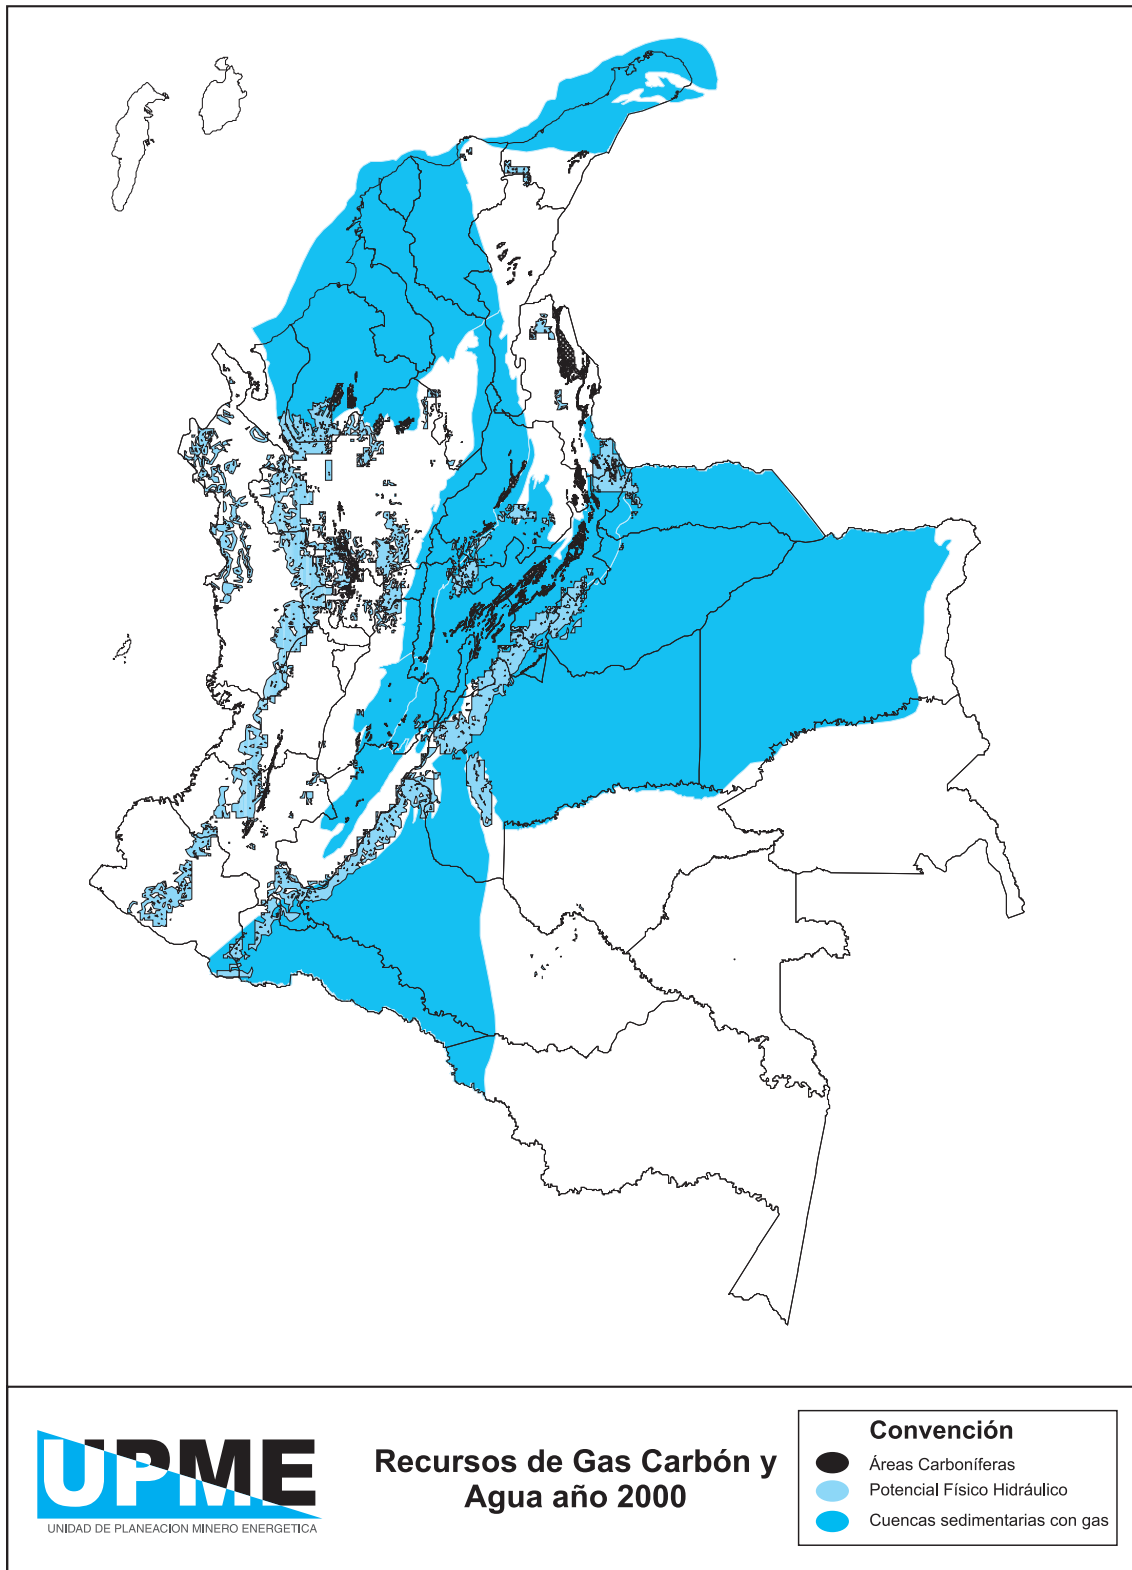 UPME
UNIDAD DE PLANEACION MINERO ENERGETICA
Recursos de Gas Carbón y
Agua año 2000
Convención
Áreas Carboníferas
Potencial Físico Hidráulico
Cuencas sedimentarias con gas